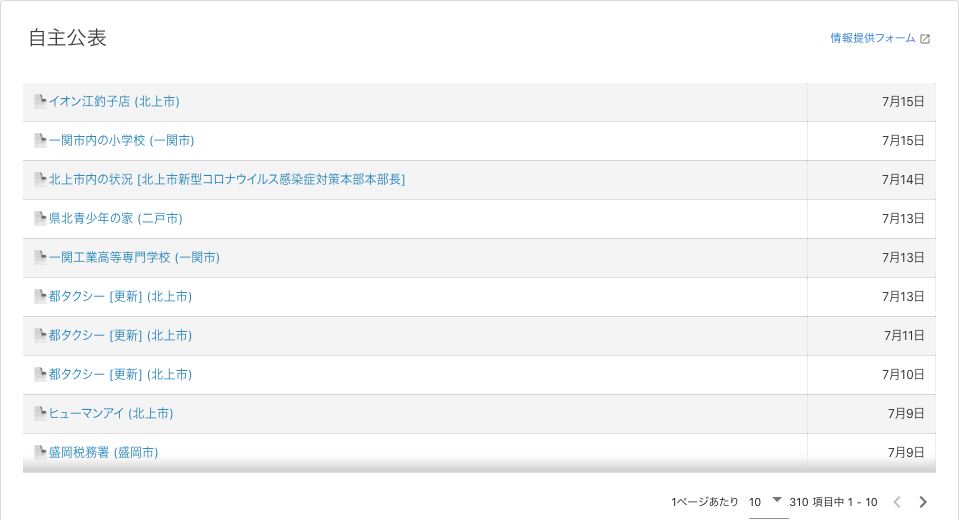 自主公表
情報提供フォーム
イオン江釣子店 (北上市) 7月15日
一関市内の小学校 (一関市) 7月15日
北上市内の状況 [北上市新型コロナウイルス感染症対策本部本部長] 7月14日
県北青少年の家 (二戸市) 7月13日
一関工業高等専門学校 (一関市) 7月13日
都タクシー [更新] (北上市) 7月13日
都タクシー [更新] (北上市) 7月11日
都タクシー [更新] (北上市) 7月10日
ヒューマンアイ (北上市) 7月9日
盛岡税務署 (盛岡市) 7月9日
1ページあたり 10 310 項目中 1 - 10